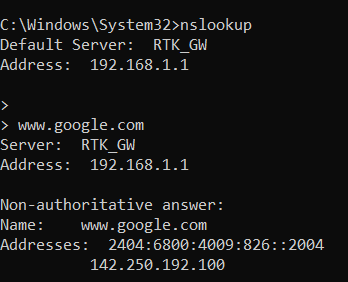 C:\Windows\System32>nslookup
Default Server:  RTK_GW
Address:  192.168.1.1

>
> www.google.com
Server:  RTK_GW
Address:  192.168.1.1

Non-authoritative answer:
Name:    www.google.com
Addresses:  2404:6800:4009:826::2004
          142.250.192.100